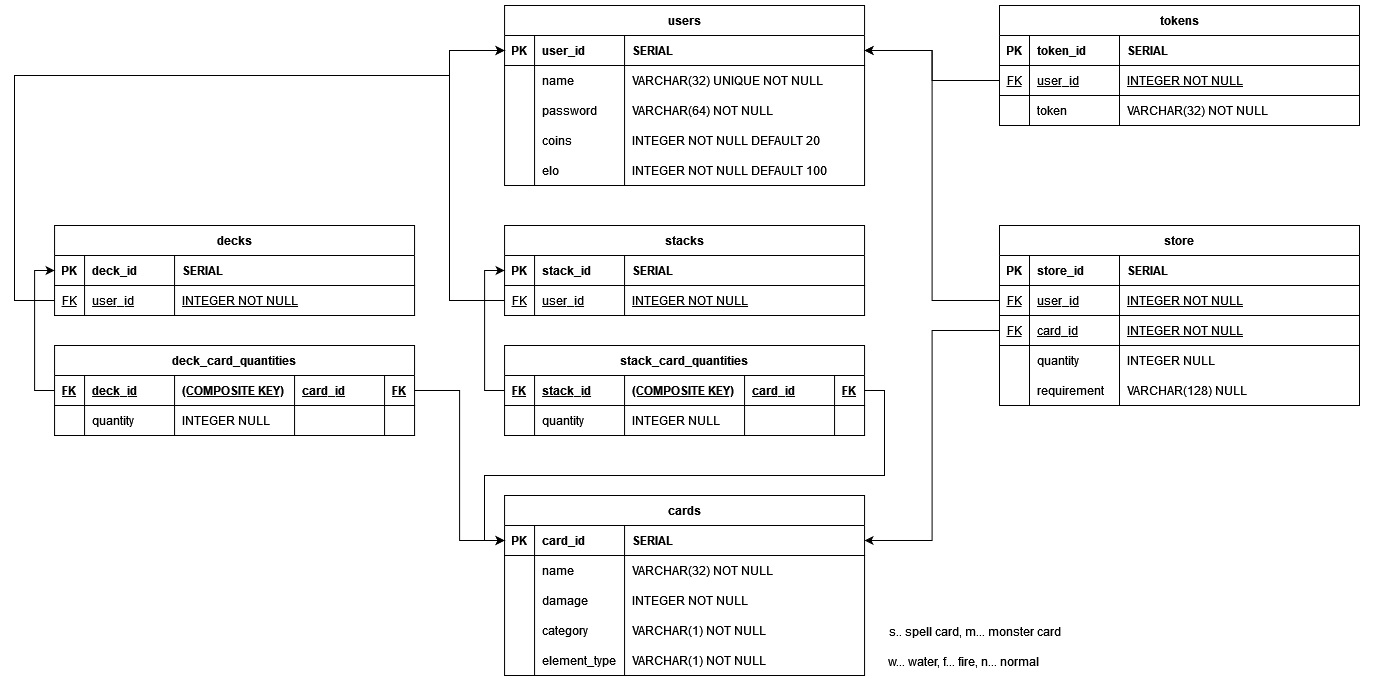 users
PK user_id SERIAL
name VARCHAR(32) UNIQUE NOT NULL
password VARCHAR(64) NOT NULL
coins INTEGER NOT NULL DEFAULT 20
elo INTEGER NOT NULL DEFAULT 100
tokens
PK token_id SERIAL
FK user_id INTEGER NOT NULL
token VARCHAR(32) NOT NULL
decks
PK deck_id SERIAL
FK user_id INTEGER NOT NULL
stacks
PK stack_id SERIAL
FK user_id INTEGER NOT NULL
store
PK store_id SERIAL
FK user_id INTEGER NOT NULL
FK card_id INTEGER NOT NULL
quantity INTEGER NULL
requirement VARCHAR(128) NULL
deck_card_quantities
FK deck_id (COMPOSITE KEY) card_id FK
quantity INTEGER NULL
stack_card_quantities
FK stack_id (COMPOSITE KEY) card_id FK
quantity INTEGER NULL
cards
PK card_id SERIAL
name VARCHAR(32) NOT NULL
damage INTEGER NOT NULL
category VARCHAR(1) NOT NULL
element_type VARCHAR(1) NOT NULL
s.. spell card, m... monster card
w... water, f... fire, n... normal